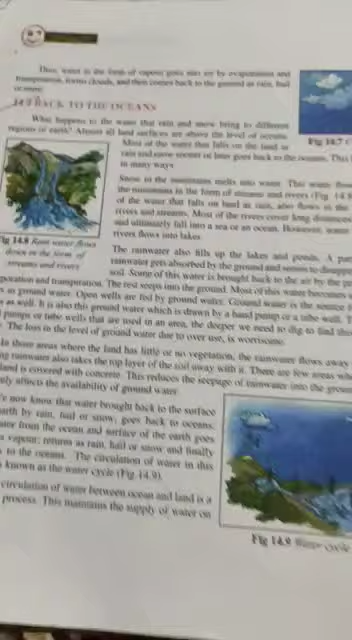 Thus, water in the form of vapour goes into air by evaporation and
transpiration, forms clouds, and then comes back to the ground as rain, hail
or snow.
14.7 BACK TO THE OCEANS
What happens to the water that rain and snow bring to different
regions of earth? Almost all land surfaces are above the level of oceans.
Most of the water that falls on the land as
rain and snow sooner or later goes back to the oceans. This
in many ways.
Fig 14.7
Snow in the mountains melts into water. This water flows
the mountains in the form of streams and rivers (Fig 14.8
of the water that falls on land as rain, also flows in the
rivers and streams. Most of the rivers cover long distances
and ultimately fall into a sea or an ocean. However, some
rivers flows into lakes.
Fig 14.8 Rain water flows
down in the form of
streams and rivers
The rainwater also fills up the lakes and ponds. A part
rainwater gets absorbed by the ground and seems to
soil. Some of this water is brought back to the air by the
transpiration. The rest seeps into the ground. Most of this water becomes
as ground water. Open wells are fed by ground water. Ground water is the source
as well. It is also this ground water which is drawn by a hand pump or a tube well.
pumps or tube wells that are used in an area, the deeper we need to dig to find this
The loss in the level of ground water due to over use, is worrisome.
In those areas where the land has little or no vegetation, the rainwater flows away
rainwater also takes the top layer of the soil away with it. There are few areas
land is covered with concrete. This reduces the seepage of rainwater into the
affects the availability of ground water.
We now know that water brought back to the surface
earth by rain, hail or snow, goes back to oceans.
water from the ocean and surface of the earth goes
vapour; returns as rain, hail or snow and finally
to the oceans. The circulation of water in this
known as the water cycle (Fig 14.9).
circulation of water between ocean and land is a
process. This maintains the supply of water on
Fig 14.9 Water cycle